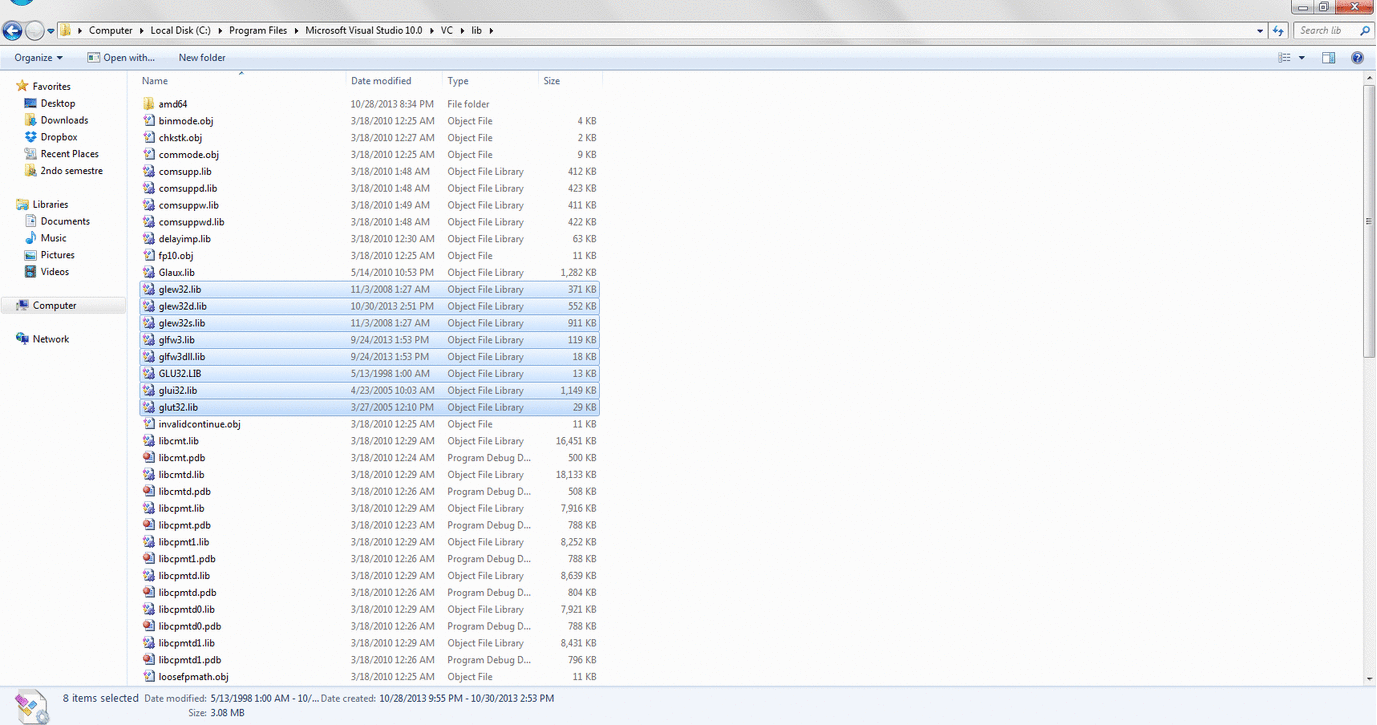 Computer Local Disk (C:) Program Files Microsoft Visual Studio 10.0 VC lib Search lib
Organize Open with... New folder
Favorites
Desktop
Downloads
Dropbox
Recent Places
2ndo semestre
Libraries
Documents
Music
Pictures
Videos
Computer
Network
Name Date modified Type Size
amd64 10/28/2013 8:34 PM File folder
binmode.obj 3/18/2010 12:25 AM Object File 4 KB
chkstk.obj 3/18/2010 12:27 AM Object File 2 KB
commode.obj 3/18/2010 12:25 AM Object File 9 KB
comsupp.lib 3/18/2010 1:48 AM Object File Library 412 KB
comsuppd.lib 3/18/2010 1:48 AM Object File Library 423 KB
comsuppw.lib 3/18/2010 1:49 AM Object File Library 411 KB
comsuppwd.lib 3/18/2010 1:48 AM Object File Library 422 KB
delayimp.lib 3/18/2010 12:30 AM Object File Library 63 KB
fp10.obj 3/18/2010 12:25 AM Object File 11 KB
Glaux.lib 5/14/2010 10:53 PM Object File Library 1,282 KB
glew32.lib 11/3/2008 1:27 AM Object File Library 371 KB
glew32d.lib 10/30/2013 2:51 PM Object File Library 552 KB
glew32s.lib 11/3/2008 1:27 AM Object File Library 911 KB
glfw3.lib 9/24/2013 1:53 PM Object File Library 119 KB
glfw3dll.lib 9/24/2013 1:53 PM Object File Library 18 KB
GLU32.LIB 5/13/1998 1:00 AM Object File Library 13 KB
glui32.lib 4/23/2005 10:03 AM Object File Library 1,149 KB
glut32.lib 3/27/2005 12:10 PM Object File Library 29 KB
invalidcontinue.obj 3/18/2010 12:25 AM Object File 11 KB
libcmt.lib 3/18/2010 12:29 AM Object File Library 16,451 KB
libcmt.pdb 3/18/2010 12:24 AM Program Debug D... 500 KB
libcmtd.lib 3/18/2010 12:29 AM Object File Library 18,133 KB
libcmtd.pdb 3/18/2010 12:26 AM Program Debug D... 508 KB
libcpmt.lib 3/18/2010 12:29 AM Object File Library 7,916 KB
libcpmt.pdb 3/18/2010 12:23 AM Program Debug D... 788 KB
libcpmt1.lib 3/18/2010 12:29 AM Object File Library 8,252 KB
libcpmt1.pdb 3/18/2010 12:26 AM Program Debug D... 788 KB
libcpmtd.lib 3/18/2010 12:29 AM Object File Library 8,639 KB
libcpmtd.pdb 3/18/2010 12:26 AM Program Debug D... 804 KB
libcpmtd0.lib 3/18/2010 12:29 AM Object File Library 7,921 KB
libcpmtd0.pdb 3/18/2010 12:26 AM Program Debug D... 788 KB
libcpmtd1.lib 3/18/2010 12:29 AM Object File Library 8,431 KB
libcpmtd1.pdb 3/18/2010 12:26 AM Program Debug D... 796 KB
loosefpmath.obj 3/18/2010 12:25 AM Object File 11 KB
8 items selected Date modified: 5/13/1998 1:00 AM - 10/... Date created: 10/28/2013 9:55 PM - 10/30/2013 2:53 PM
Size: 3.08 MB